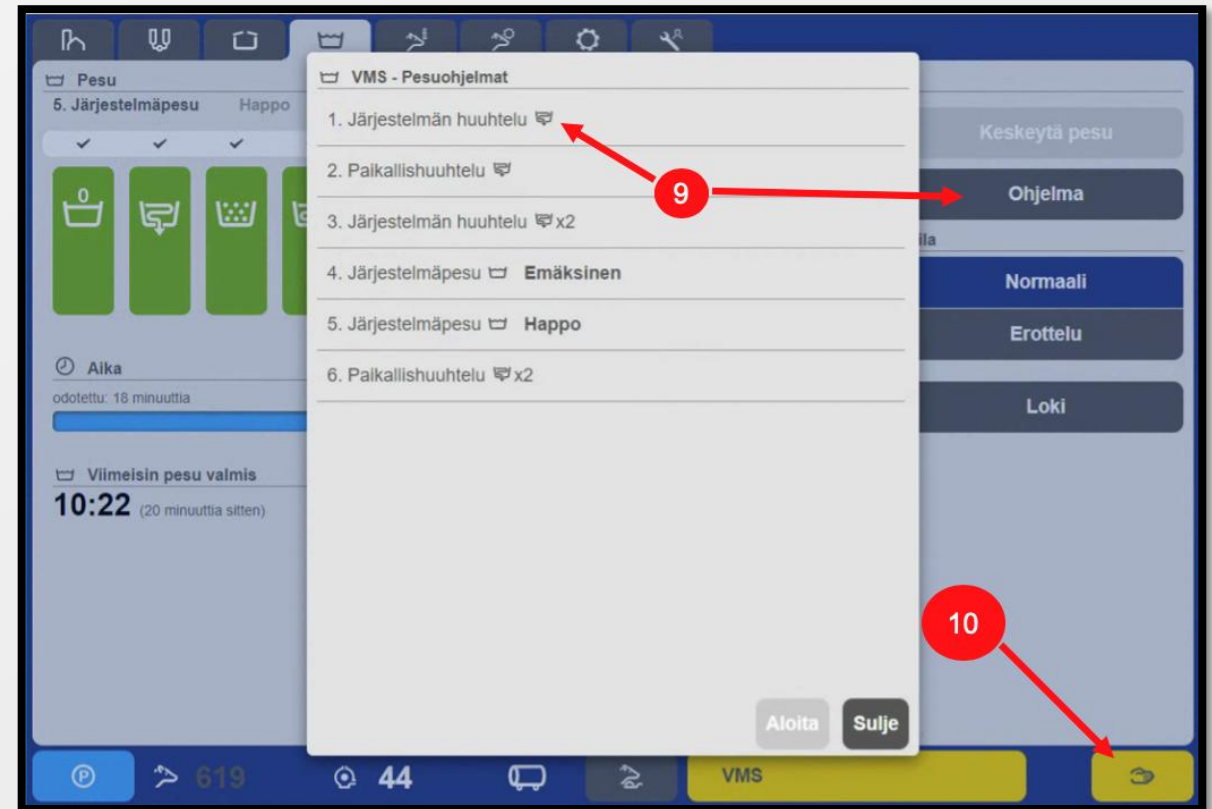 Pesu
5. Järjestelmäpesu Happo
0
Aika
odotettu: 18 minuuttia
Viimeisin pesu valmis
10:22 (20 minuuttia sitten)
VMS - Pesuohjelmat
1. Järjestelmän huuhtelu
2. Paikallishuuhtelu
3. Järjestelmän huuhtelu x2
4. Järjestelmäpesu Emäksinen
5. Järjestelmäpesu Happo
6. Paikallishuuhtelu x2
Aloita Sulje
9
Keskeytä pesu
Ohjelma
ila
Normaali
Erottelu
Loki
10
P 619 44 VMS